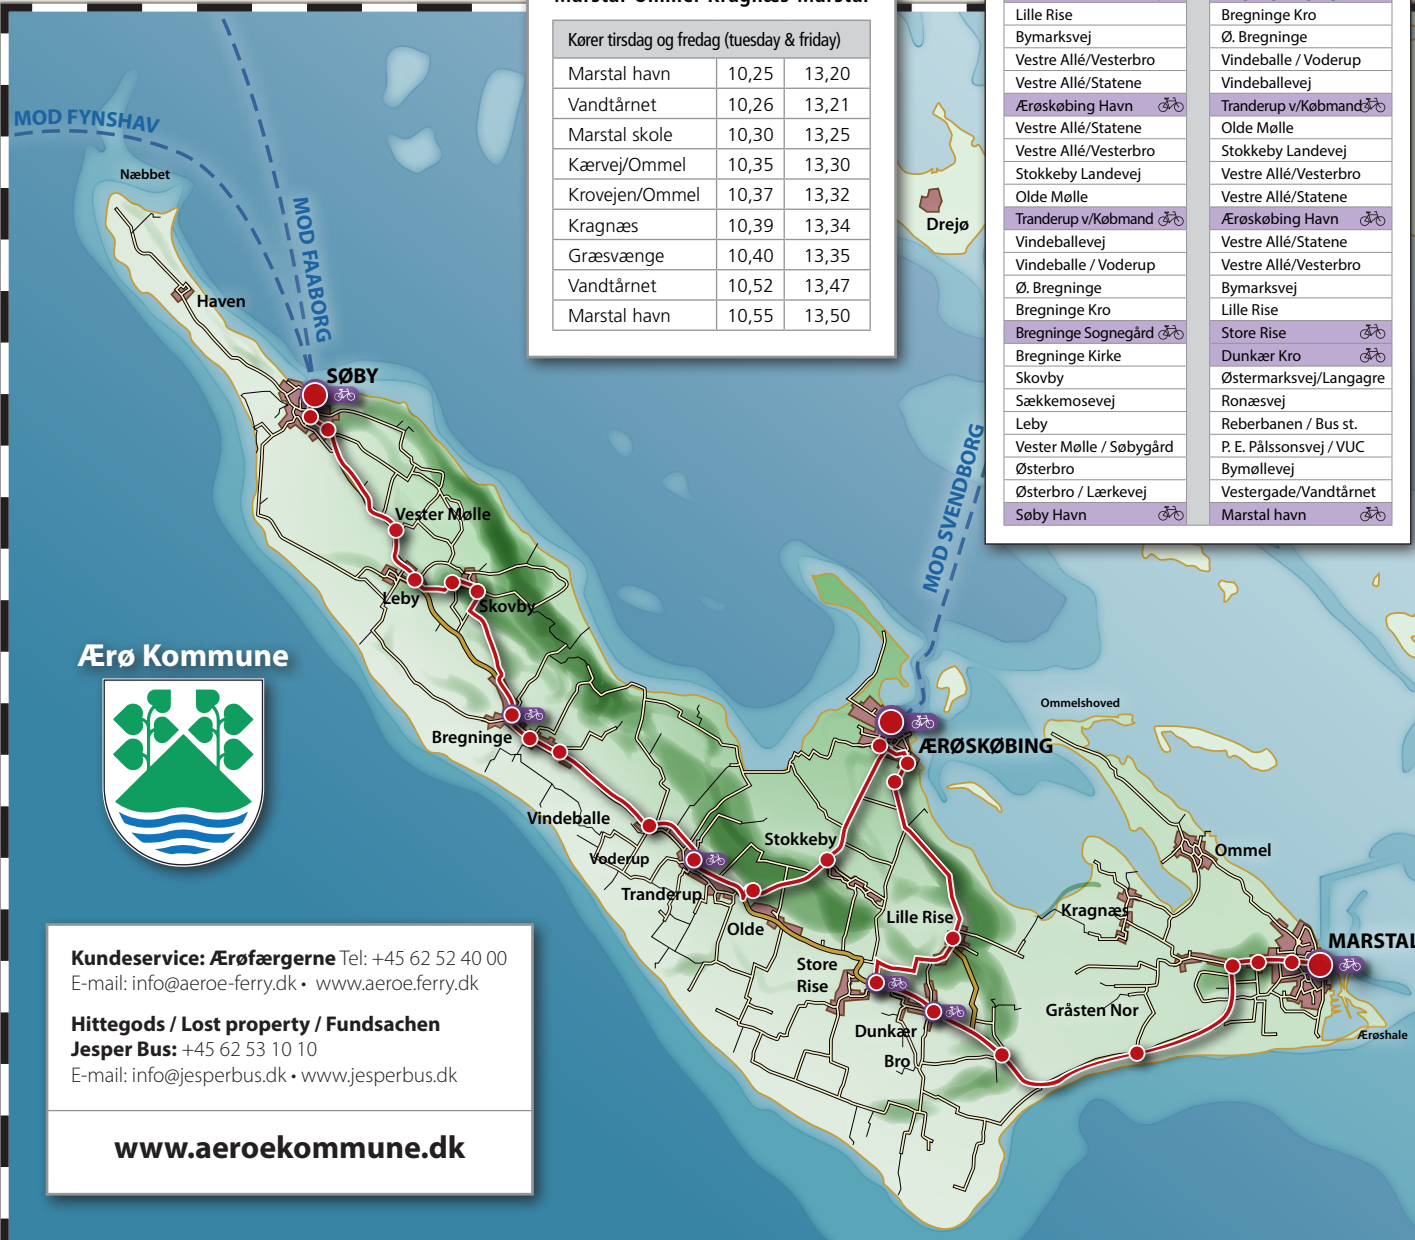 Marstal-Ommel-Kragnæs-Marstal
Kører tirsdag og fredag (tuesday & friday)
Marstal havn 10,25 13,20
Vandtårnet 10,26 13,21
Marstal skole 10,30 13,25
Kærvej/Ommel 10,35 13,30
Krovejen/Ommel 10,37 13,32
Kragnæs 10,39 13,34
Græsvænge 10,40 13,35
Vandtårnet 10,52 13,47
Marstal havn 10,55 13,50
Lille Rise Bregninge Kro
Bymarksvej Ø. Bregninge
Vestre Allé/Vesterbro Vindeballe / Voderup
Vestre Allé/Statene Vindeballevej
Ærøskøbing Havn Tranderup v/Købmand
Vestre Allé/Statene Olde Mølle
Vestre Allé/Vesterbro Stokkeby Landevej
Stokkeby Landevej Vestre Allé/Vesterbro
Olde Mølle Vestre Allé/Statene
Tranderup v/Købmand Ærøskøbing Havn
Vindeballevej Vestre Allé/Statene
Vindeballe / Voderup Vestre Allé/Vesterbro
Ø. Bregninge Bymarksvej
Bregninge Kro Lille Rise
Bregninge Sognegård Store Rise
Bregninge Kirke Dunkær Kro
Skovby Østermarksvej/Langagre
Sækkemosevej Ronæsvej
Leby Reberbanen / Bus st.
Vester Mølle / Søbygård P. E. Pålssonsvej / VUC
Østerbro Bymøllevej
Østerbro / Lærkevej Vestergade/Vandtårnet
Søby Havn Marstal havn
MOD FYNSHAV
Næbbet
MOD FAABORG
Haven
SØBY
Drejø
MOD SVENDBORG
Vester Mølle
Leby
Skovby
Ærø Kommune
Bregninge
ÆRØSKØBING
Ommelshoved
Vindeballe
Voderup
Stokkeby
Tranderup
Ommel
Olde
Lille Rise
Kragnæs
MARSTAL
Store
Rise
Gråsten Nor
Dunkær
Ærøshale
Bro
Kundeservice: Ærøfærgerne Tel: +45 62 52 40 00
E-mail: info@aeroe-ferry.dk • www.aeroe.ferry.dk
Hittegods / Lost property / Fundsachen
Jesper Bus: +45 62 53 10 10
E-mail: info@jesperbus.dk • www.jesperbus.dk
www.aeroekommune.dk